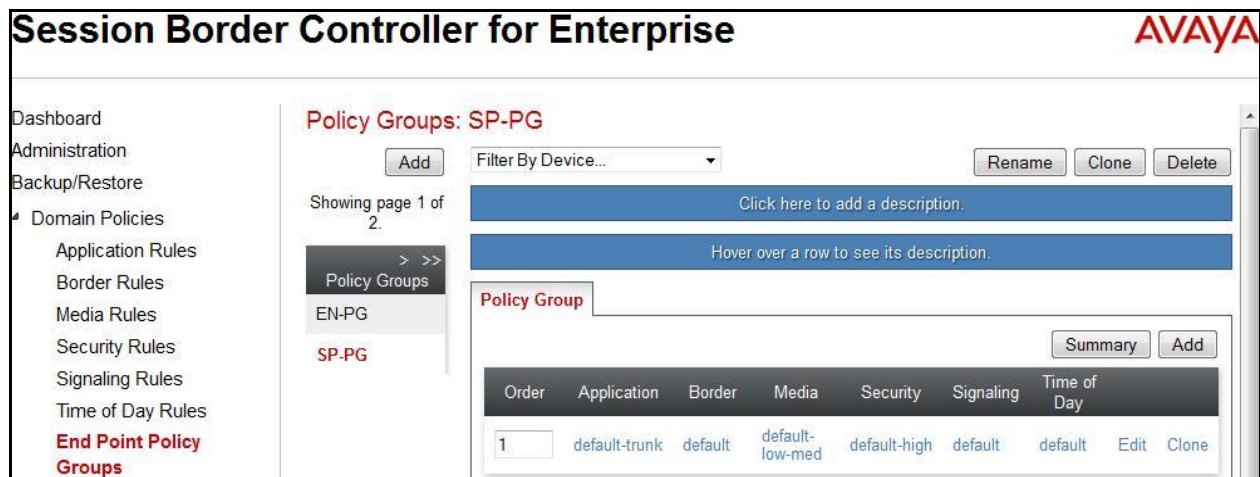 Session Border Controller for Enterprise
AVAYA
Dashboard
Administration
Backup/Restore
Domain Policies
Application Rules
Border Rules
Media Rules
Security Rules
Signaling Rules
Time of Day Rules
End Point Policy
Groups
Policy Groups: SP-PG
Add
Filter By Device...
Rename
Clone
Delete
Showing page 1 of
2.
Click here to add a description.
Hover over a row to see its description.
> >>
Policy Groups
EN-PG
SP-PG
Policy Group
Summary
Add
Order Application Border Media Security Signaling Time of
Day
1 default-trunk default default-
low-med default-high default default Edit Clone